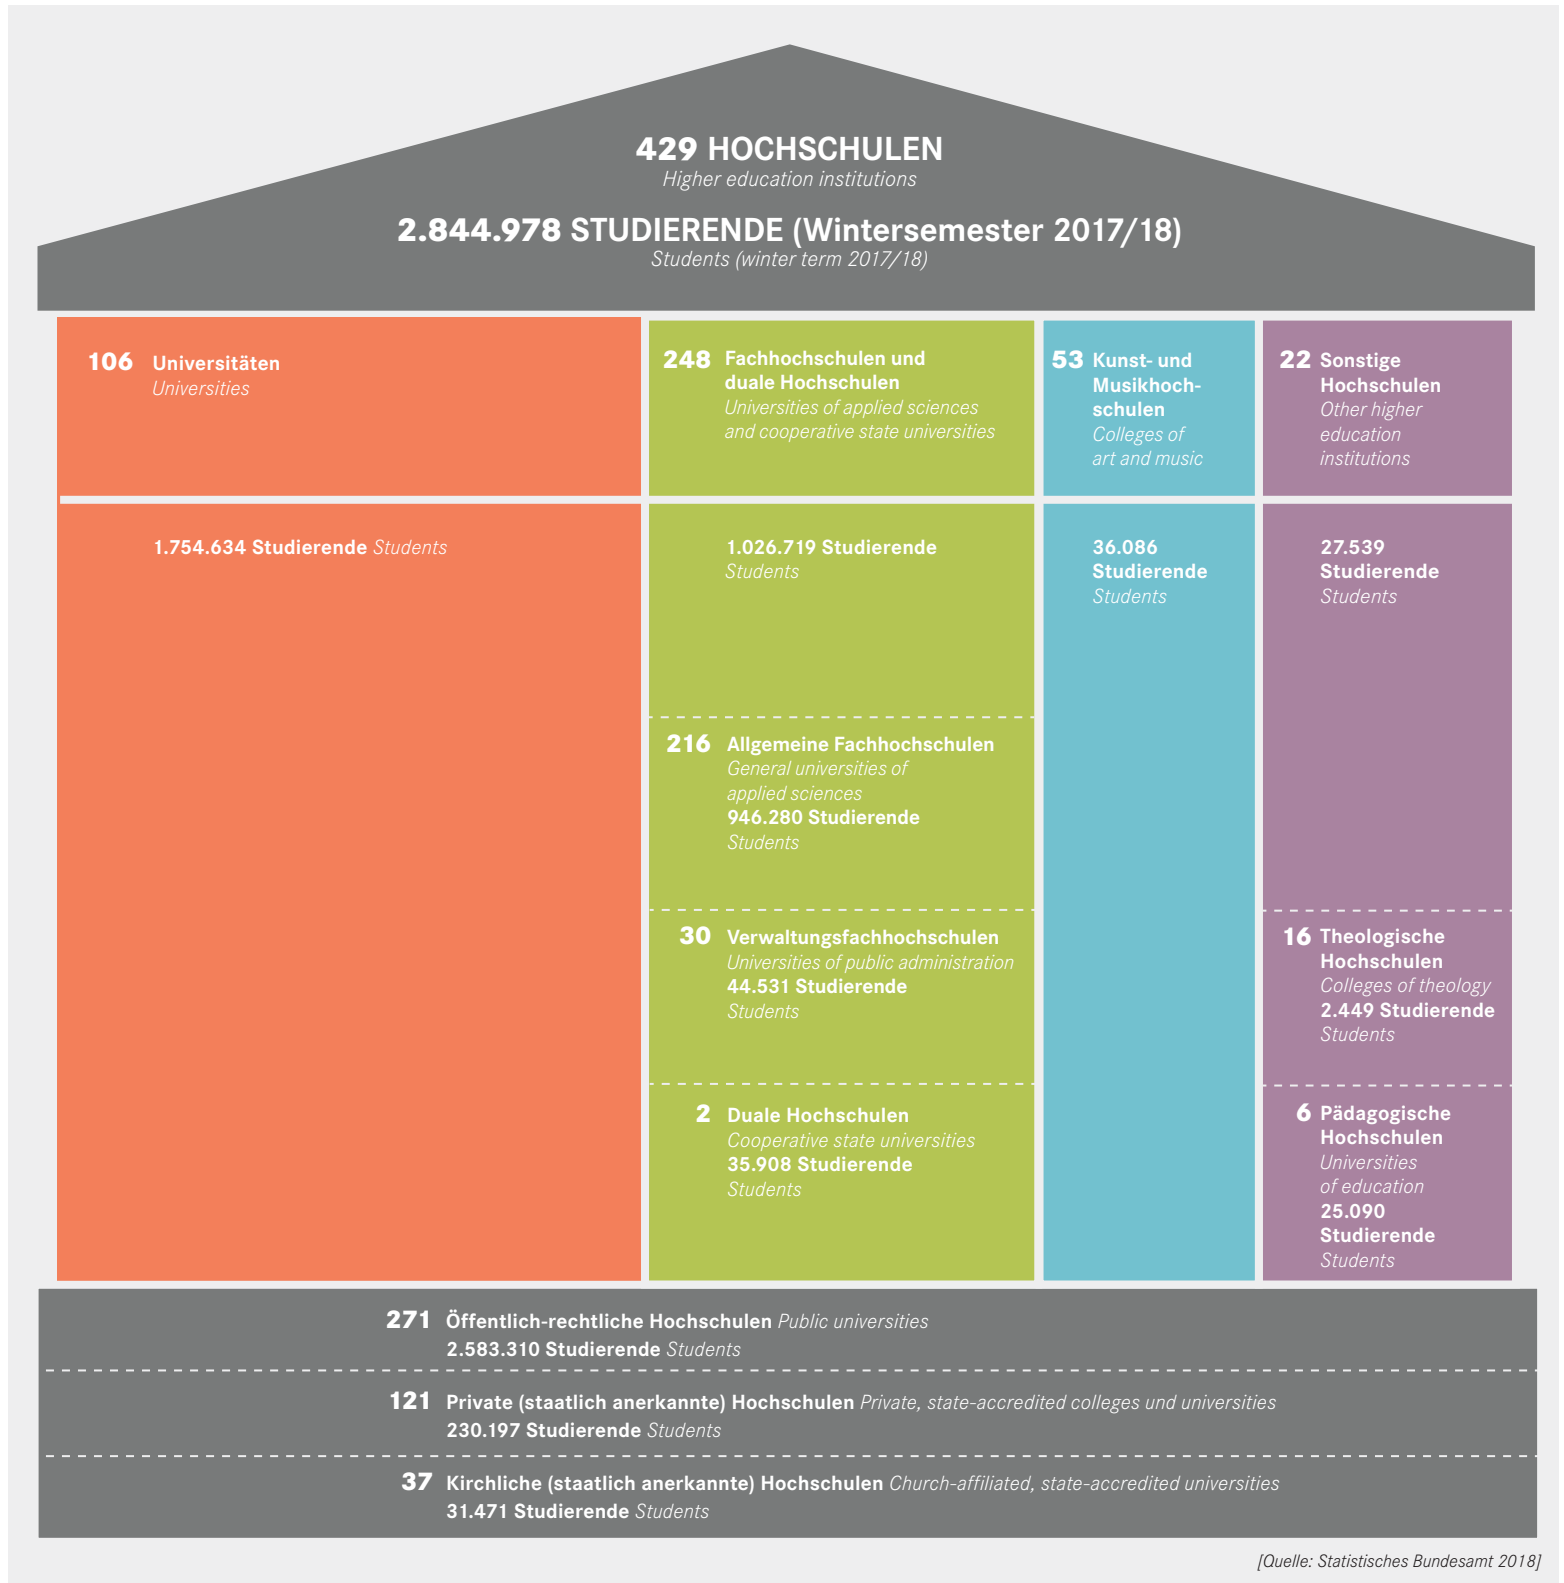 429 HOCHSCHULEN
Higher education institutions
2.844.978 STUDIERENDE (Wintersemester 2017/18)
Students (winter term 2017/18)
106 Universitäten
Universities
1.754.634 Studierende Students
248 Fachhochschulen und
duale Hochschulen
Universities of applied sciences
and cooperative state universities
1.026.719 Studierende
Students
216 Allgemeine Fachhochschulen
General universities of
applied sciences
946.280 Studierende
Students
30 Verwaltungsfachhochschulen
Universities of public administration
44.531 Studierende
Students
2 Duale Hochschulen
Cooperative state universities
35.908 Studierende
Students
53 Kunst- und
Musikhoch-
schulen
Colleges of
art and music
36.086
Studierende
Students
22 Sonstige
Hochschulen
Other higher
education
institutions
27.539
Studierende
Students
16 Theologische
Hochschulen
Colleges of theology
2.449 Studierende
Students
6 Pädagogische
Hochschulen
Universities
of education
25.090
Studierende
Students
271 Öffentlich-rechtliche Hochschulen Public universities
2.583.310 Studierende Students
121 Private (staatlich anerkannte) Hochschulen Private, state-accredited colleges und universities
230.197 Studierende Students
37 Kirchliche (staatlich anerkannte) Hochschulen Church-affiliated, state-accredited universities
31.471 Studierende Students
[Quelle: Statistisches Bundesamt 2018]